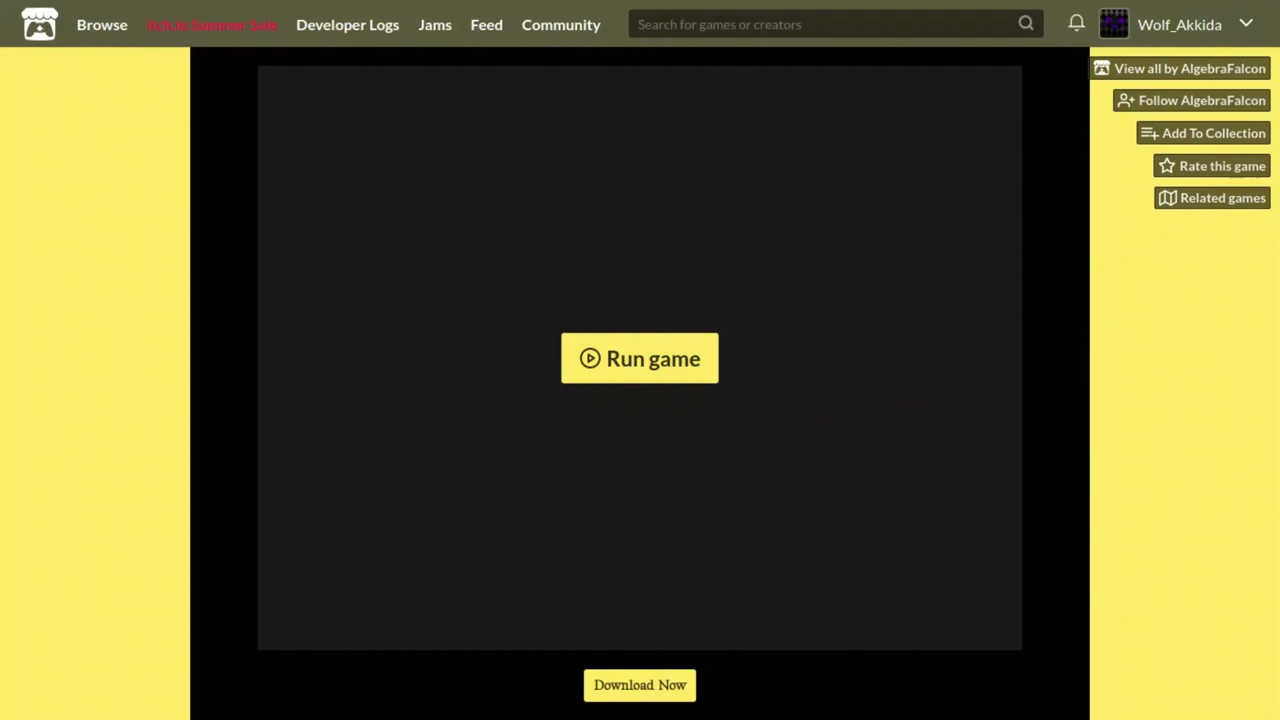 Browse
itch.io Summer Sale
Developer Logs
Jams
Feed
Community
Search for games or creators
Wolf_Akkida
View all by AlgebraFalcon
Follow AlgebraFalcon
Add To Collection
Rate this game
Related games
Run game
Download Now